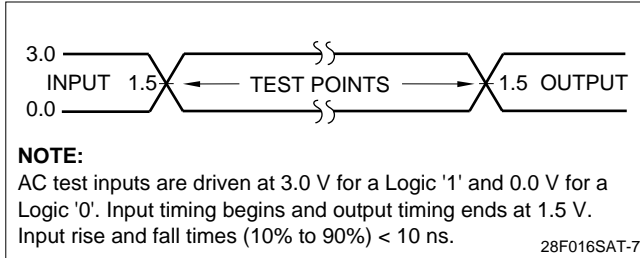 3.0
INPUT 1.5 TEST POINTS 1.5 OUTPUT
0.0
NOTE:
AC test inputs are driven at 3.0 V for a Logic '1' and 0.0 V for a
Logic '0'. Input timing begins and output timing ends at 1.5 V.
Input rise and fall times (10% to 90%) < 10 ns.
28F016SAT-7